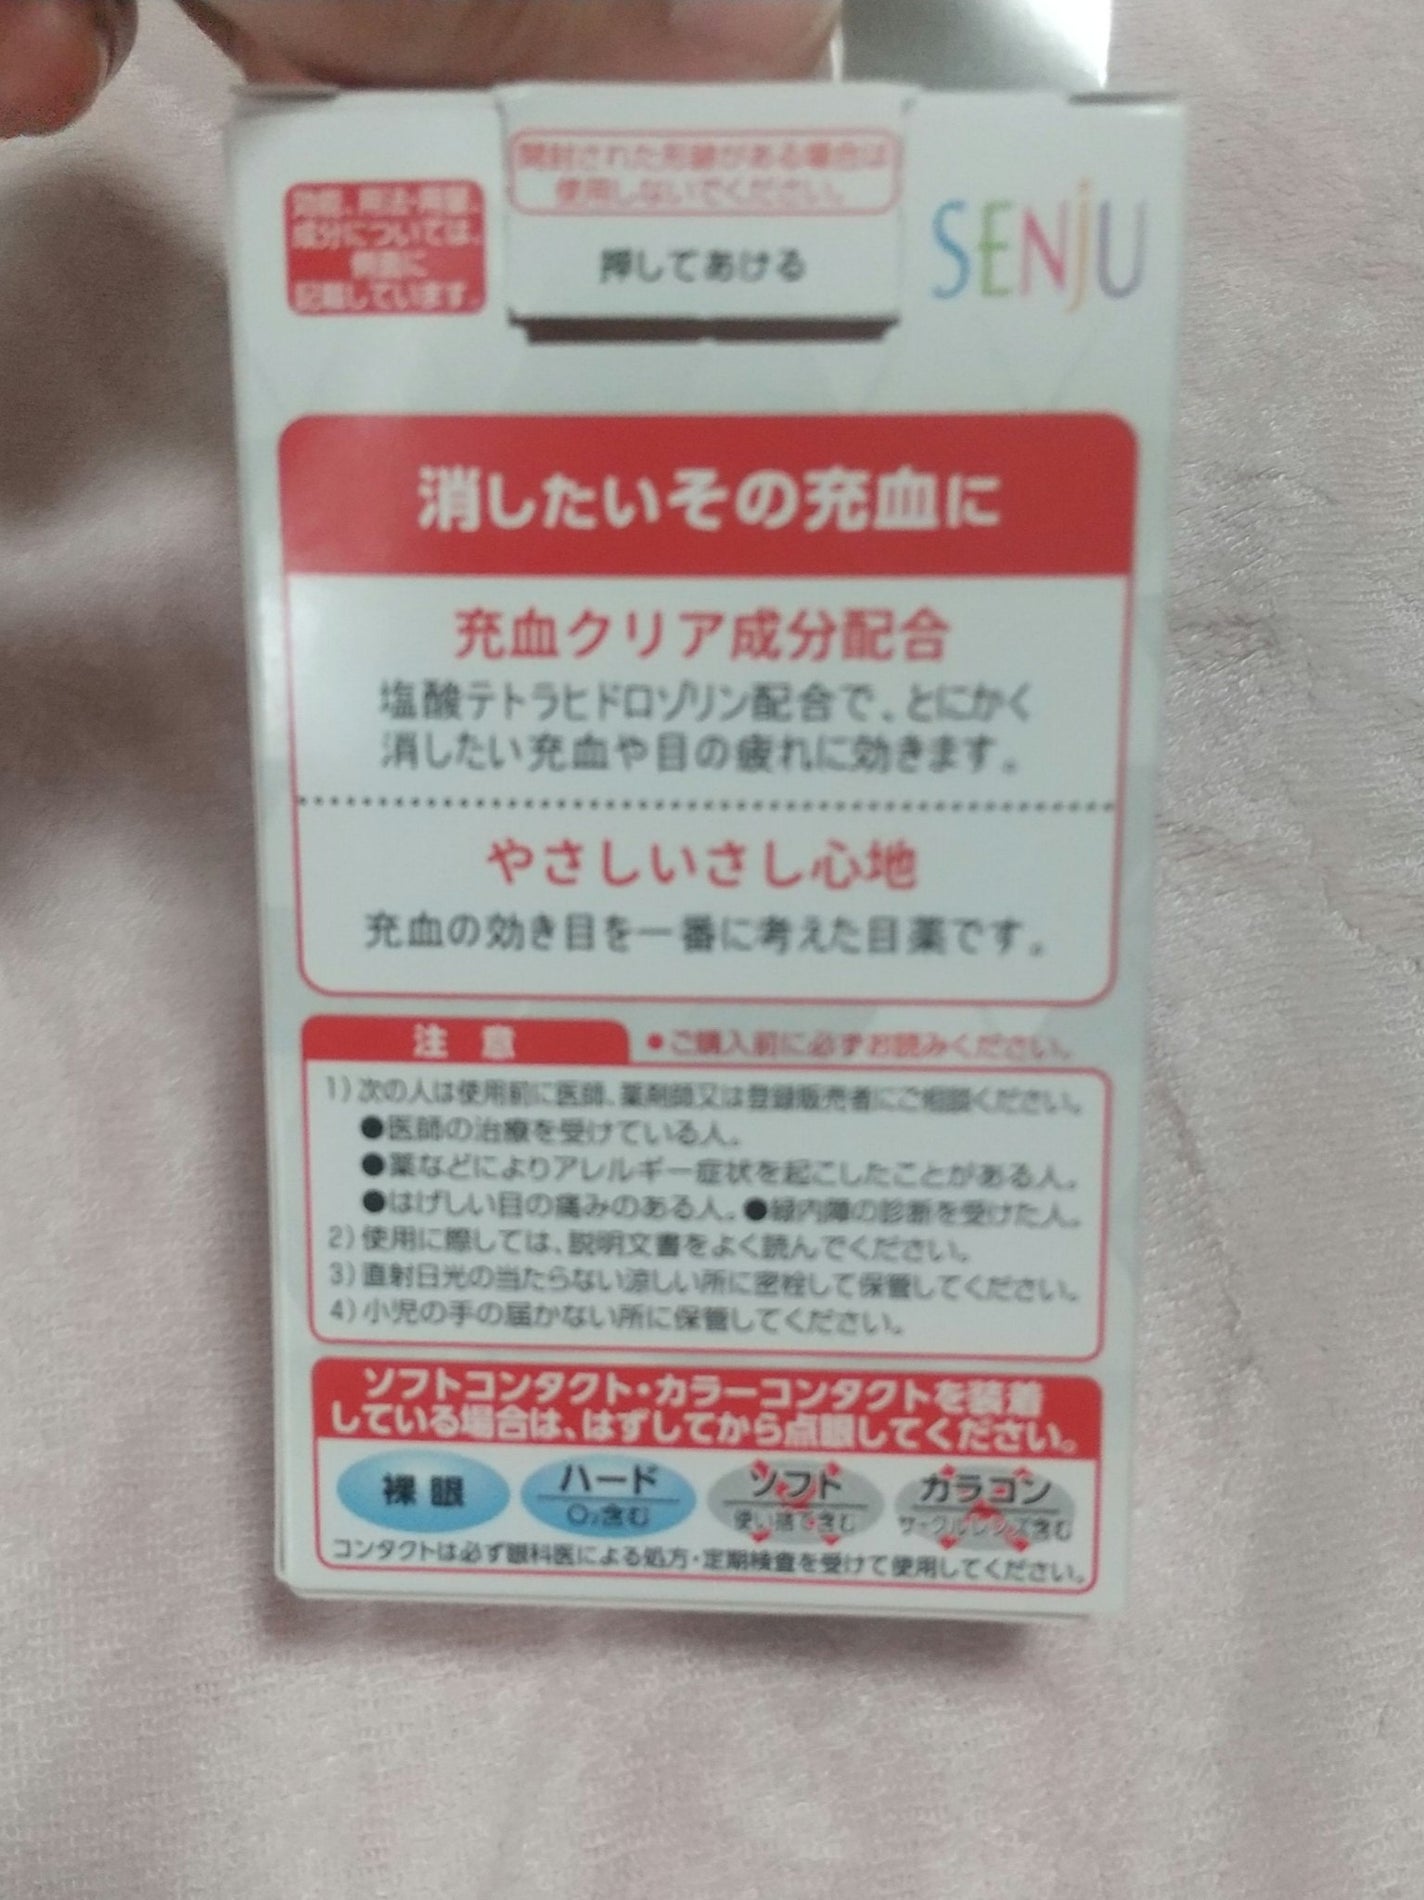 開封された形跡がある場合は
使用しないでください。
効能、用法・用量、
成分については、
側面に
記載しています。
押してあける
SENJU
消したいその充血に
充血クリア成分配合
塩酸テトラヒドロゾリン配合で、とにかく
消したい充血や目の疲れに効きます。
やさしいさし心地
充血の効き目を一番に考えた目薬です。
注 意
●ご購入前に必ずお読みください。
1）次の人は使用前に医師、薬剤師又は登録販売者にご相談ください。
●医師の治療を受けている人。
●薬などによりアレルギー症状を起こしたことがある人。
●はげしい目の痛みのある人。●緑内障の診断を受けた人。
2）使用に際しては、説明文書をよく読んでください。
3）直射日光の当たらない涼しい所に密栓して保管してください。
4）小児の手の届かない所に保管してください。
ソフトコンタクト・カラーコンタクトを装着
している場合は、はずしてから点眼してください。
裸眼
ハード
O₂含む
ソフト
使い捨て含む
カラコン
サークルレンズ含む
コンタクトは必ず眼科医による処方・定期検査を受けて使用してください。